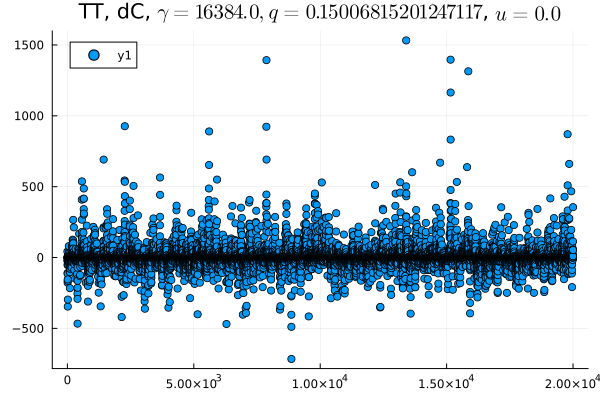 TT, dC, γ = 16384.0, q = 0.15006815201247117, u = 0.0
y1
1500
1000
500
0
−500
0 5.00×10³ 1.00×10⁴ 1.50×10⁴ 2.00×10⁴